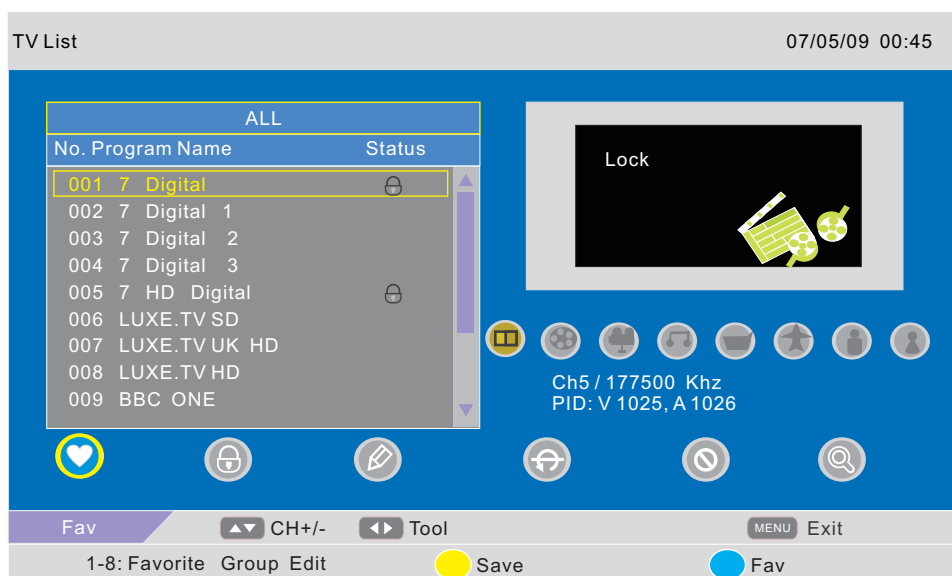 TV List 07/05/09 00:45
ALL
No. Program Name Status
001 7 Digital
002 7 Digital 1
003 7 Digital 2
004 7 Digital 3
005 7 HD Digital
006 LUXE.TV SD
007 LUXE.TV UK HD
008 LUXE.TV HD
009 BBC ONE
Lock
Ch5 / 177500 Khz
PID: V 1025, A 1026
Fav CH+/- Tool MENU Exit
1-8: Favorite Group Edit Save Fav